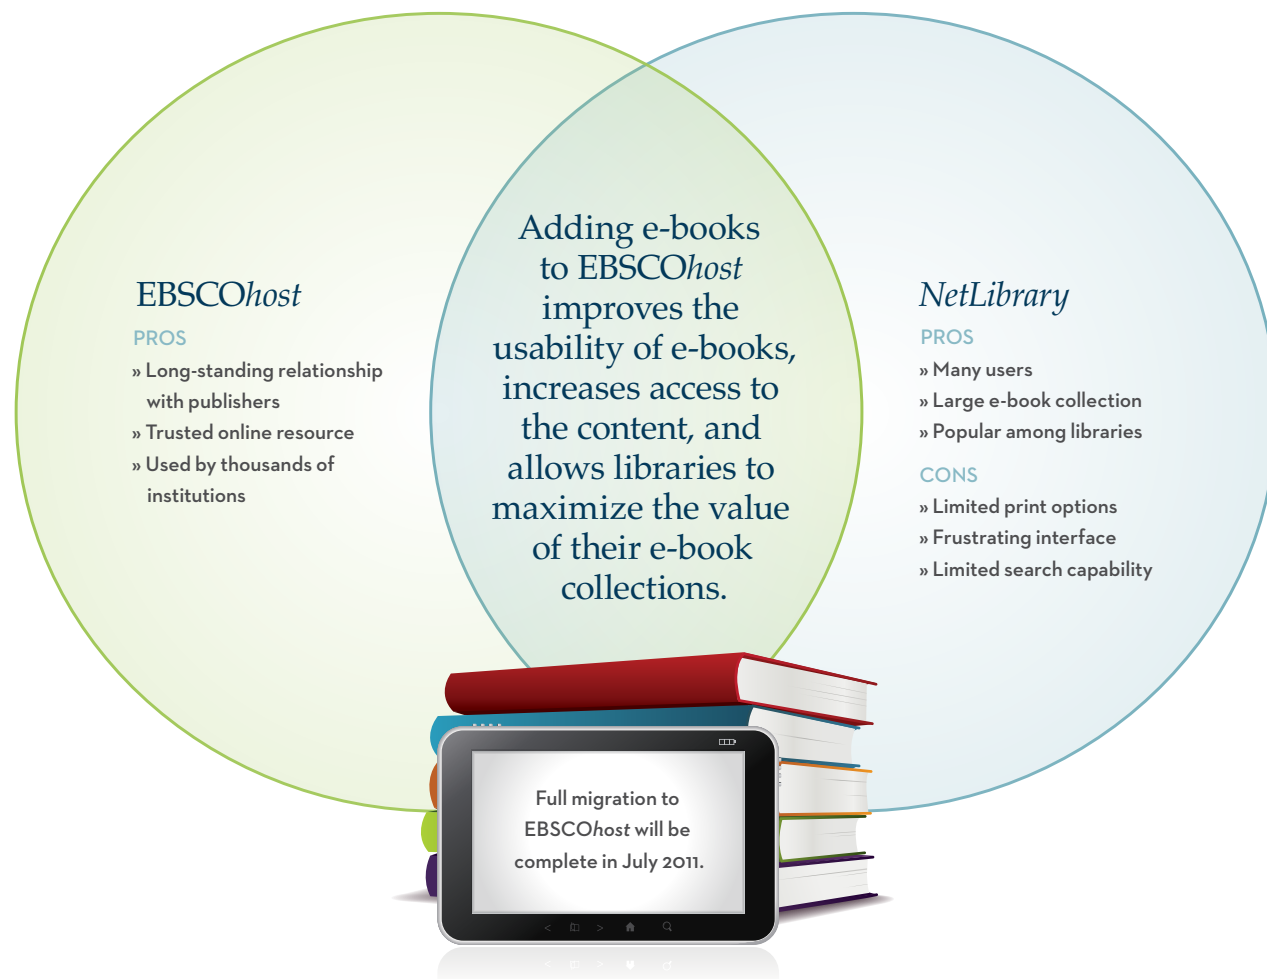 EBSCOhost
PROS
» Long-standing relationship
with publishers
» Trusted online resource
» Used by thousands of
institutions
Adding e-books
to EBSCOhost
improves the
usability of e-books,
increases access to
the content, and
allows libraries to
maximize the value
of their e-book
collections.
NetLibrary
PROS
» Many users
» Large e-book collection
» Popular among libraries
CONS
» Limited print options
» Frustrating interface
» Limited search capability
Full migration to
EBSCOhost will be
complete in July 2011.